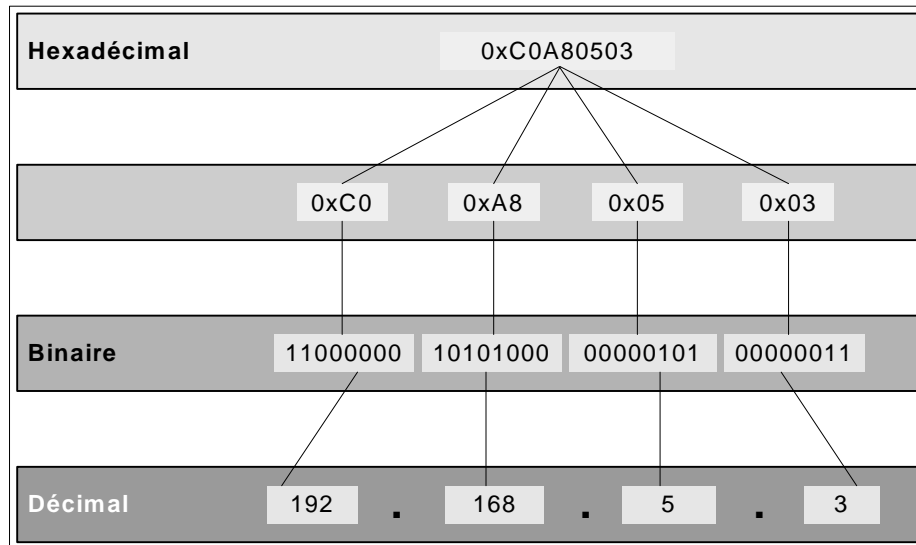 Hexadécimal 0xC0A80503
0xC0 0xA8 0x05 0x03
Binaire 11000000 10101000 00000101 00000011
Décimal 192 . 168 . 5 . 3